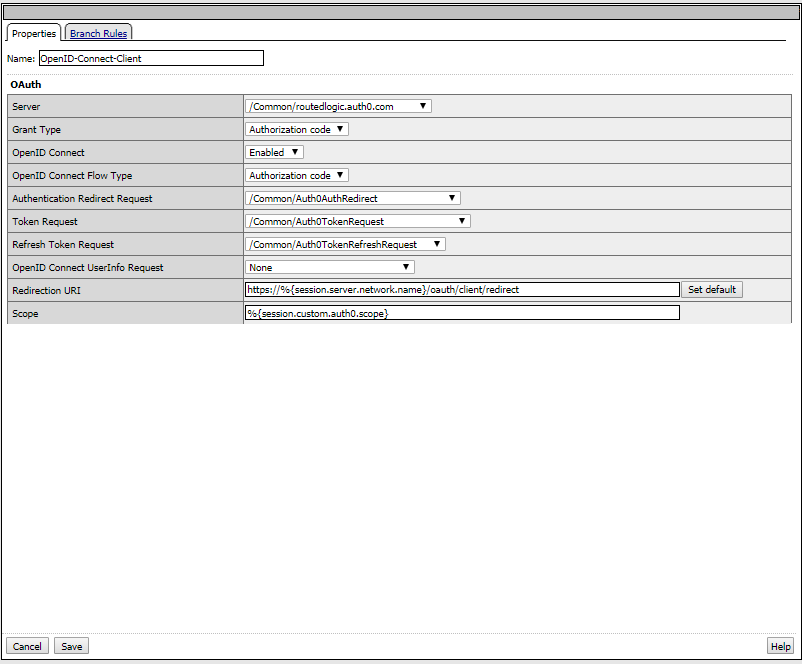 Properties Branch Rules
Name: OpenID-Connect-Client
OAuth
Server /Common/routedlogic.auth0.com
Grant Type Authorization code
OpenID Connect Enabled
OpenID Connect Flow Type Authorization code
Authentication Redirect Request /Common/Auth0AuthRedirect
Token Request /Common/Auth0TokenRequest
Refresh Token Request /Common/Auth0TokenRefreshRequest
OpenID Connect UserInfo Request None
Redirection URI https://%{session.server.network.name}/oauth/client/redirect Set default
Scope %{session.custom.auth0.scope}
Cancel Save Help